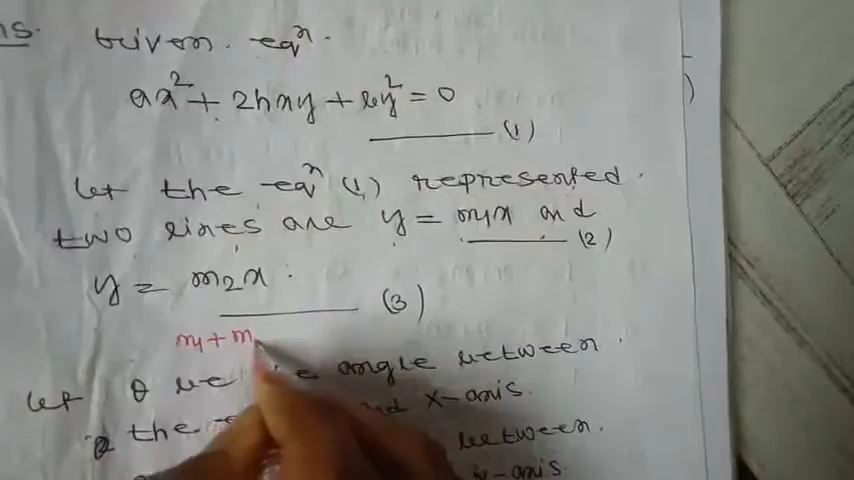 ns. Given. eqⁿ.
ax² + 2hxy + by² = 0
(1)
Let the eqⁿ (1) represented
two lines are y = m₁x and
(2)
y = m₂x .
(3)
m₁ + m
Let θ be angle between
the and x-axis.
between
x-axis.